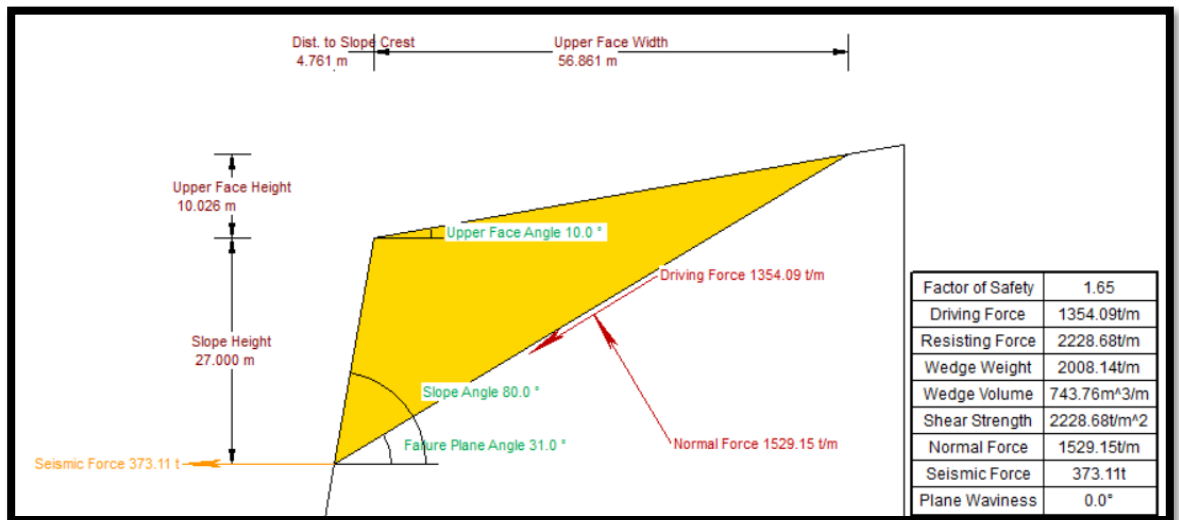 Dist. to Slope Crest
4.761 m
Upper Face Width
56.861 m
Upper Face Height
10.026 m
Upper Face Angle 10.0 °
Driving Force 1354.09 t/m
Slope Height
27.000 m
Slope Angle 80.0 °
Failure Plane Angle 31.0 °
Normal Force 1529.15 t/m
Seismic Force 373.11 t
Factor of Safety 1.65
Driving Force 1354.09t/m
Resisting Force 2228.68t/m
Wedge Weight 2008.14t/m
Wedge Volume 743.76m^3/m
Shear Strength 2228.68t/m^2
Normal Force 1529.15t/m
Seismic Force 373.11t
Plane Waviness 0.0°